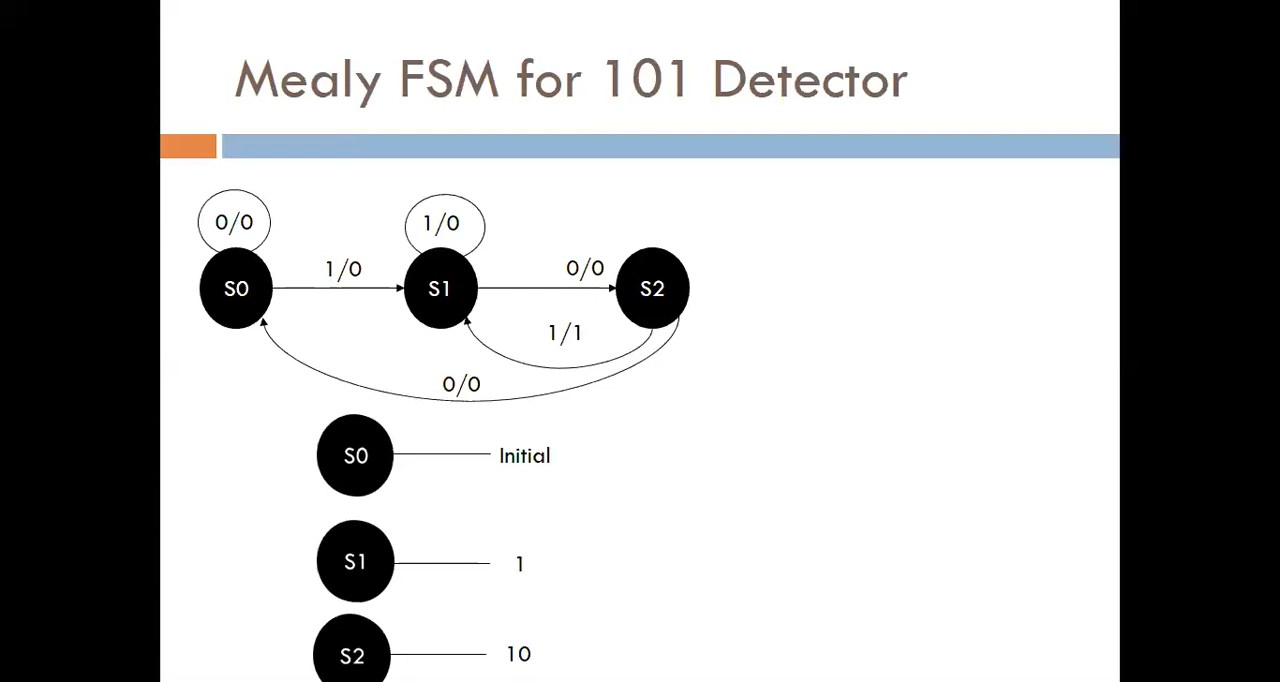 Mealy FSM for 101 Detector
0/0
1/0
S0
1/0
S1
0/0
S2
1/1
0/0
S0 Initial
S1 1
S2 10